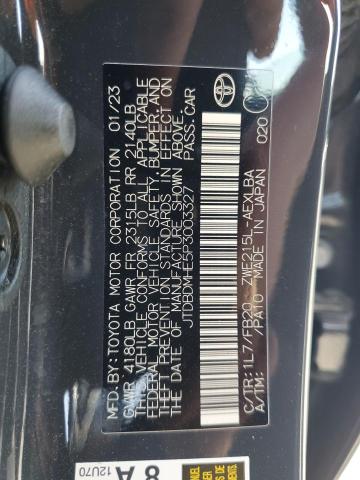 MFD.BY:TOYOTA MOTOR CORPORATION 01/23
GVWR 4180LB GAWR FR 2315LB RR 2140LB
THIS VEHICLE CONFORMS TO ALL APPLICABLE
FEDERAL MOTOR VEHICLE SAFETY, BUMPER, AND
THEFT PREVENTION STANDARDS IN EFFECT ON
THE DATE OF MANUFACTURE SHOWN ABOVE.
JTDBDMHE5P3003327 PASS.CAR
C/TR:1L7/FB20 ZWE215L-AEXLBA
A/TM: MADE IN JAPAN 020
8A
12U70